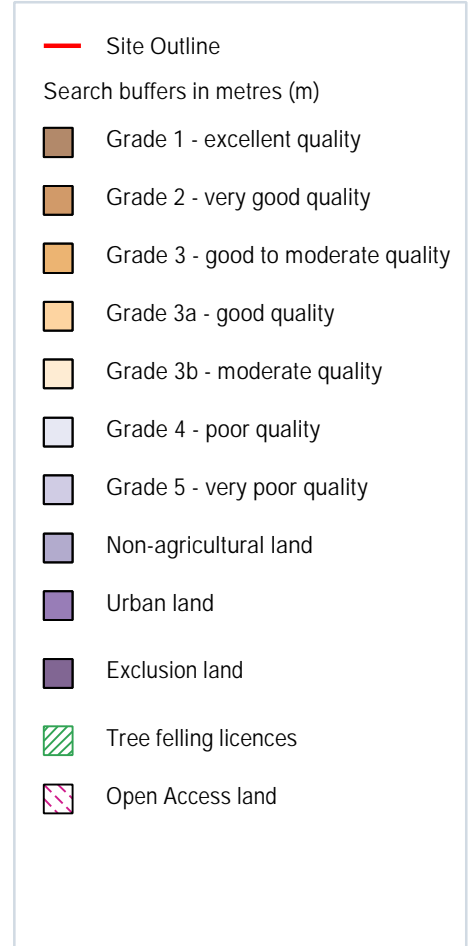 Site Outline
Search buffers in metres (m)
Grade 1 - excellent quality
Grade 2 - very good quality
Grade 3 - good to moderate quality
Grade 3a - good quality
Grade 3b - moderate quality
Grade 4 - poor quality
Grade 5 - very poor quality
Non-agricultural land
Urban land
Exclusion land
Tree felling licences
Open Access land